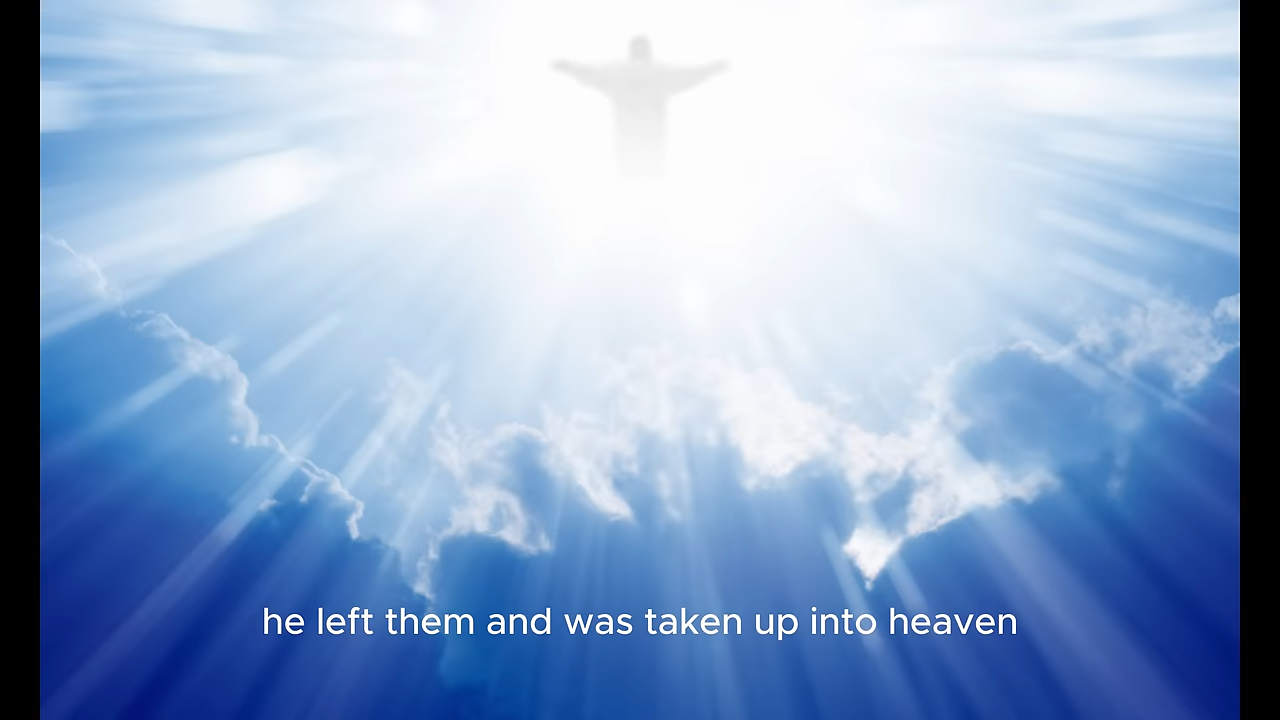 he left them and was taken up into heaven